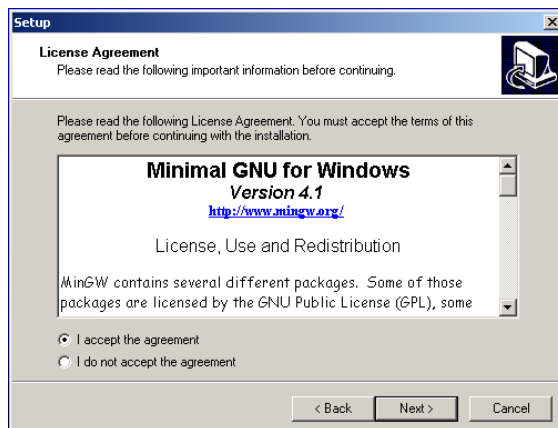 Setup
License Agreement
Please read the following important information before continuing.
Please read the following License Agreement. You must accept the terms of this
agreement before continuing with the installation.
Minimal GNU for Windows
Version 4.1
http://www.mingw.org/
License, Use and Redistribution
MinGW contains several different packages. Some of those
packages are licensed by the GNU Public License (GPL), some
I accept the agreement
I do not accept the agreement
< Back Next > Cancel